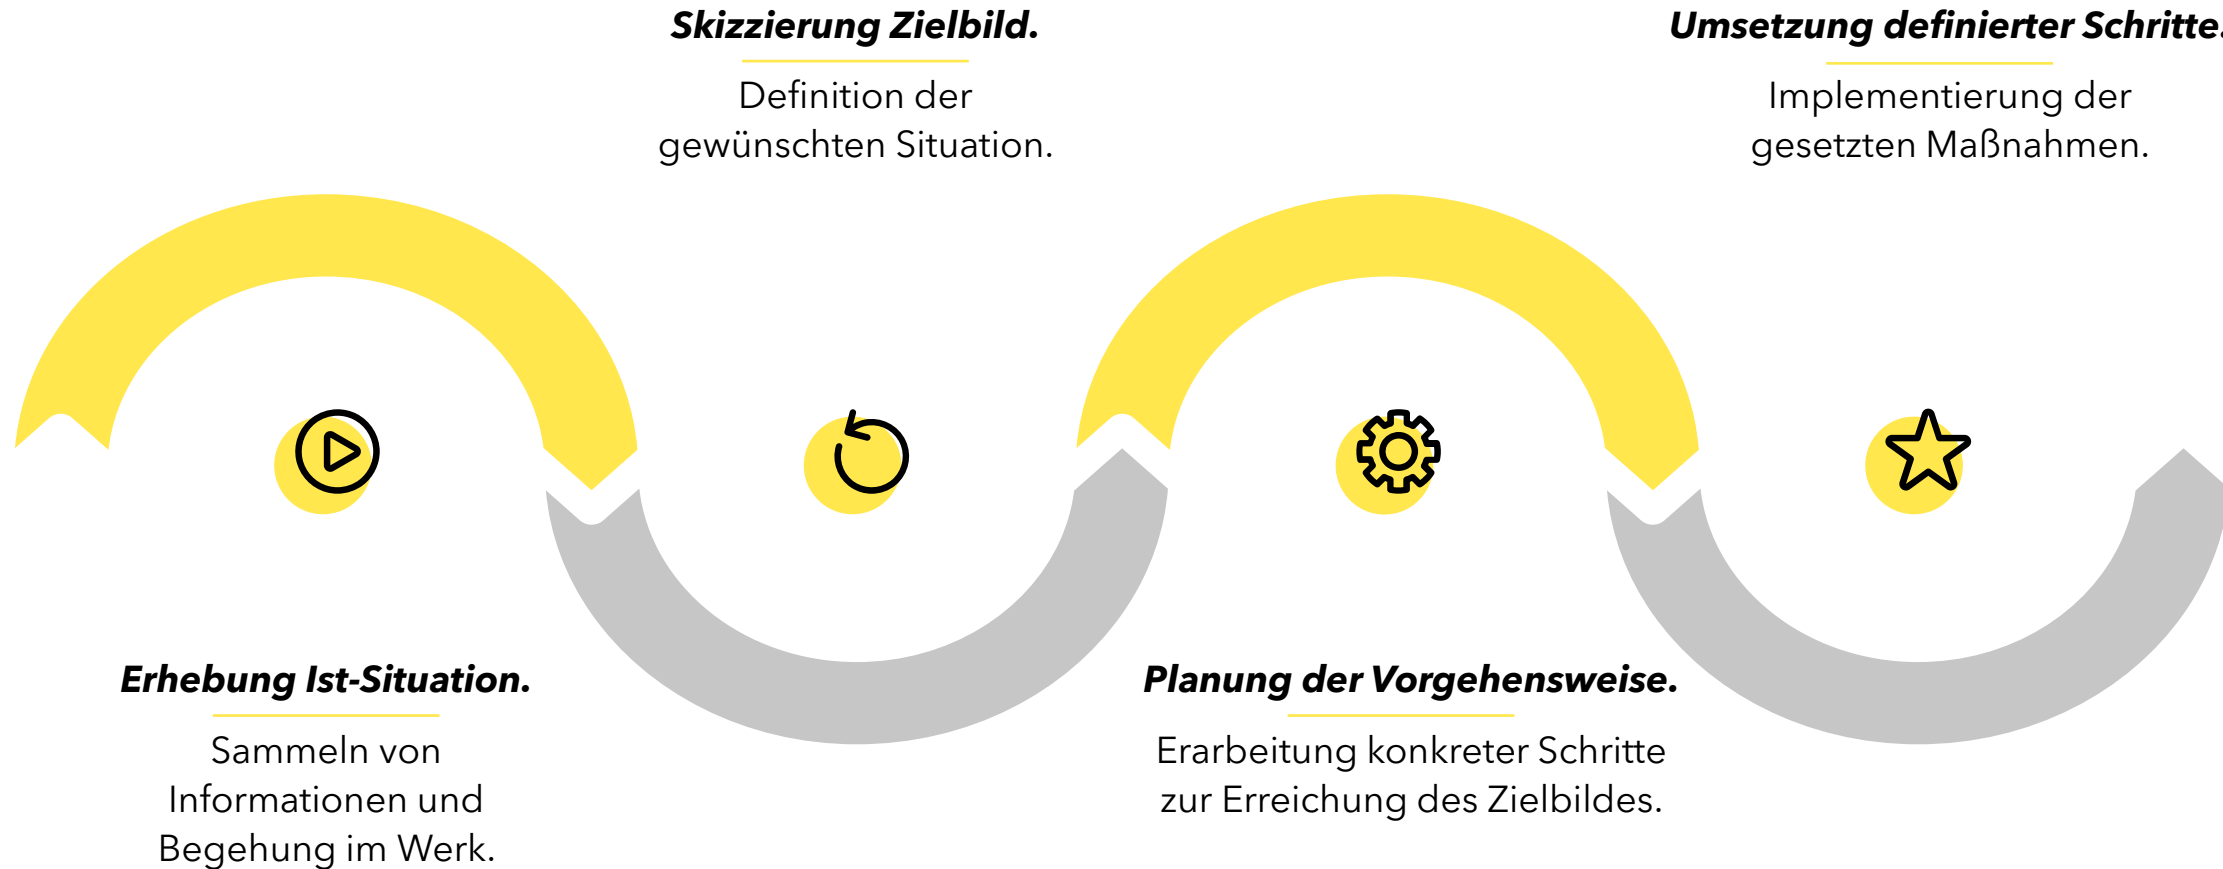 Skizzierung Zielbild.
Definition der
gewünschten Situation.
Umsetzung definierter Schritte.
Implementierung der
gesetzten Maßnahmen.
Erhebung Ist-Situation.
Sammeln von
Informationen und
Begehung im Werk.
Planung der Vorgehensweise.
Erarbeitung konkreter Schritte
zur Erreichung des Zielbildes.